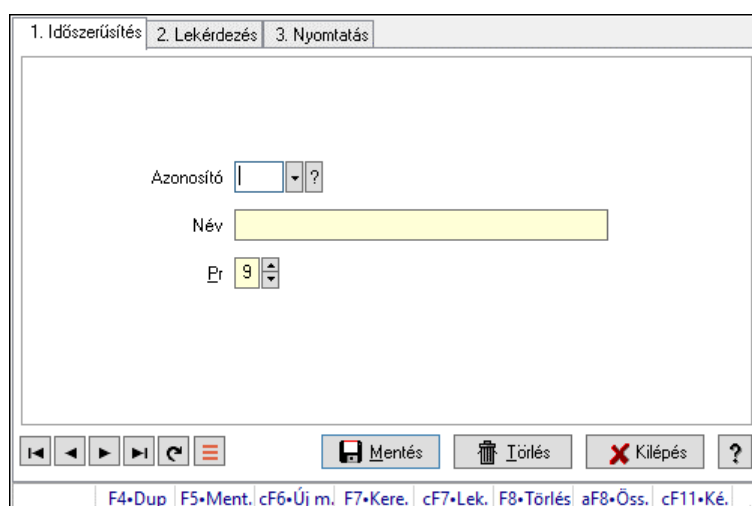 1. Időszerűsítés 2. Lekérdezés 3. Nyomtatás
Azonosító ?
Név
Pr 9
Mentés Törlés Kilépés ?
F4•Dup F5•Ment. cF6•Új m. F7•Kere. cF7•Lek. F8•Törlés aF8•Öss. cF11•Ké.